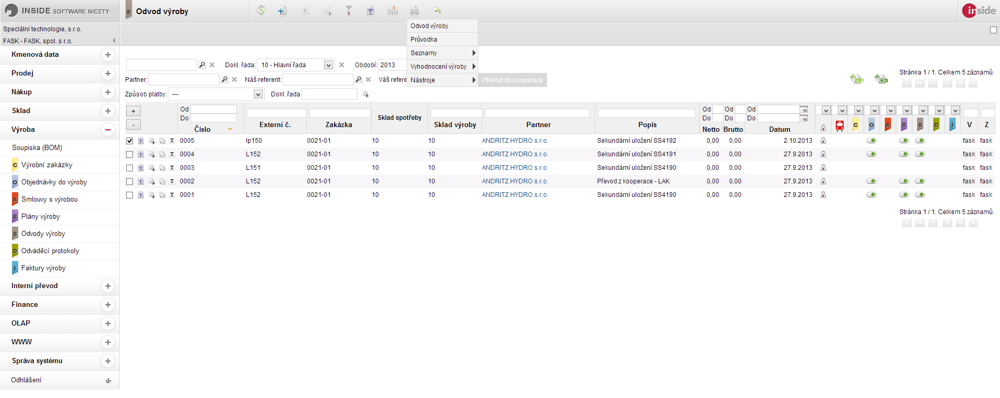 INSIDE SOFTWARE NICETY
S Odvod výroby
inside
Speciální technologie, s.r.o.
FASK - FASK, spol. s r.o.
Kmenová data
Prodej
Nákup
Sklad
Výroba
Soupiska (BOM)
C Výrobní zakázky
O Objednávky do výroby
A Smlouvy s výrobou
B Plány výroby
S Odvody výroby
D Odváděcí protokoly
I Faktury výroby
Interní převod
Finance
OLAP
WWW
Správa systému
Odhlášení
Odvod výroby
Průvodka
Seznamy
Vyhodnocení výroby
Nástroje
Převod do kooperace
Dokl. řada: 10 - Hlavní řada Období: 2013
Partner: Náš referent: Váš refere
Způsob platby: --- Dokl. řada
XLS CSV
Stránka 1 / 1. Celkem 5 záznamů.
+ Od Od Od Od 15
- Do Do Do Do 15
Číslo Externí č. Zakázka Sklad spotřeby Sklad výroby Partner Popis Netto Brutto Datum C O A B S D I V Z
T 0005 lp150 0021-01 10 10 ANDRITZ HYDRO s.r.o. Sekundární uložení SS4192 0,00 0,00 2.10.2013 fask fask
T 0004 L152 0021-01 10 10 ANDRITZ HYDRO s.r.o. Sekundární uložení SS4191 0,00 0,00 27.9.2013 fask fask
T 0003 L151 0021-01 10 10 ANDRITZ HYDRO s.r.o. Sekundární uložení SS4190 0,00 0,00 27.9.2013 fask fask
T 0002 L152 0021-01 10 10 ANDRITZ HYDRO s.r.o. Převod z kooperace - LAK 0,00 0,00 27.9.2013 fask fask
T 0001 L152 0021-01 10 10 ANDRITZ HYDRO s.r.o. Sekundární uložení SS4190 0,00 0,00 27.9.2013 fask fask
Stránka 1 / 1. Celkem 5 záznamů.